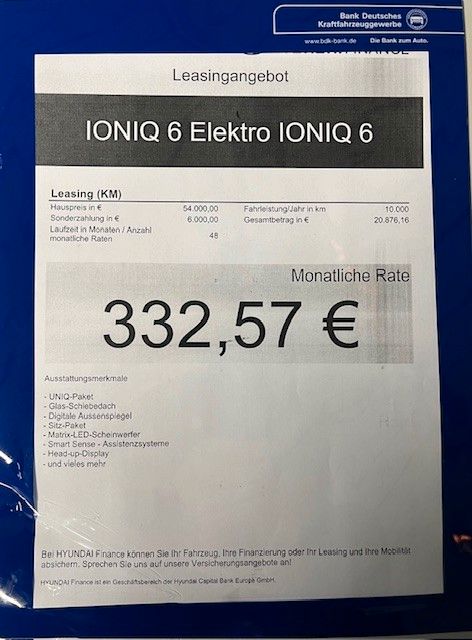 Bank Deutsches
Kraftfahrzeuggewerbe
www.bdk-bank.de Die Bank zum Auto.
Leasingangebot
IONIQ 6 Elektro IONIQ 6
Leasing (KM)
Hauspreis in € 54.000,00 Fahrleistung/Jahr in km 10.000
Sonderzahlung in € 6.000,00 Gesamtbetrag in € 20.876,16
Laufzeit in Monaten / Anzahl
monatliche Raten 48
Monatliche Rate
332,57 €
Ausstattungsmerkmale
- UNIQ-Paket
- Glas-Schiebedach
- Digitale Aussenspiegel
- Sitz-Paket
- Matrix-LED-Scheinwerfer
- Smart Sense - Assistenzsysteme
- Head-up-Display
- und vieles mehr
Bei HYUNDAI Finance können Sie Ihr Fahrzeug, Ihre Finanzierung oder Ihr Leasing und Ihre Mobilität
absichern. Sprechen Sie uns auf unsere Versicherungsangebote an!
HYUNDAI Finance ist ein Geschäftsbereich der Hyundai Capital Bank Europe GmbH.